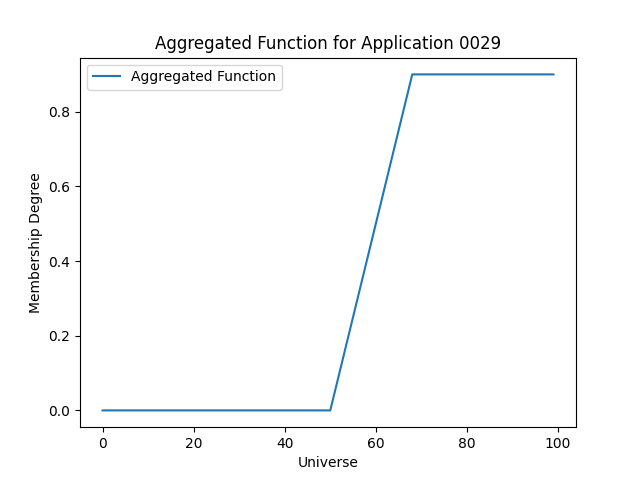 Aggregated Function for Application 0029
Aggregated Function
Membership Degree
0.8
0.6
0.4
0.2
0.0
0 20 40 60 80 100
Universe